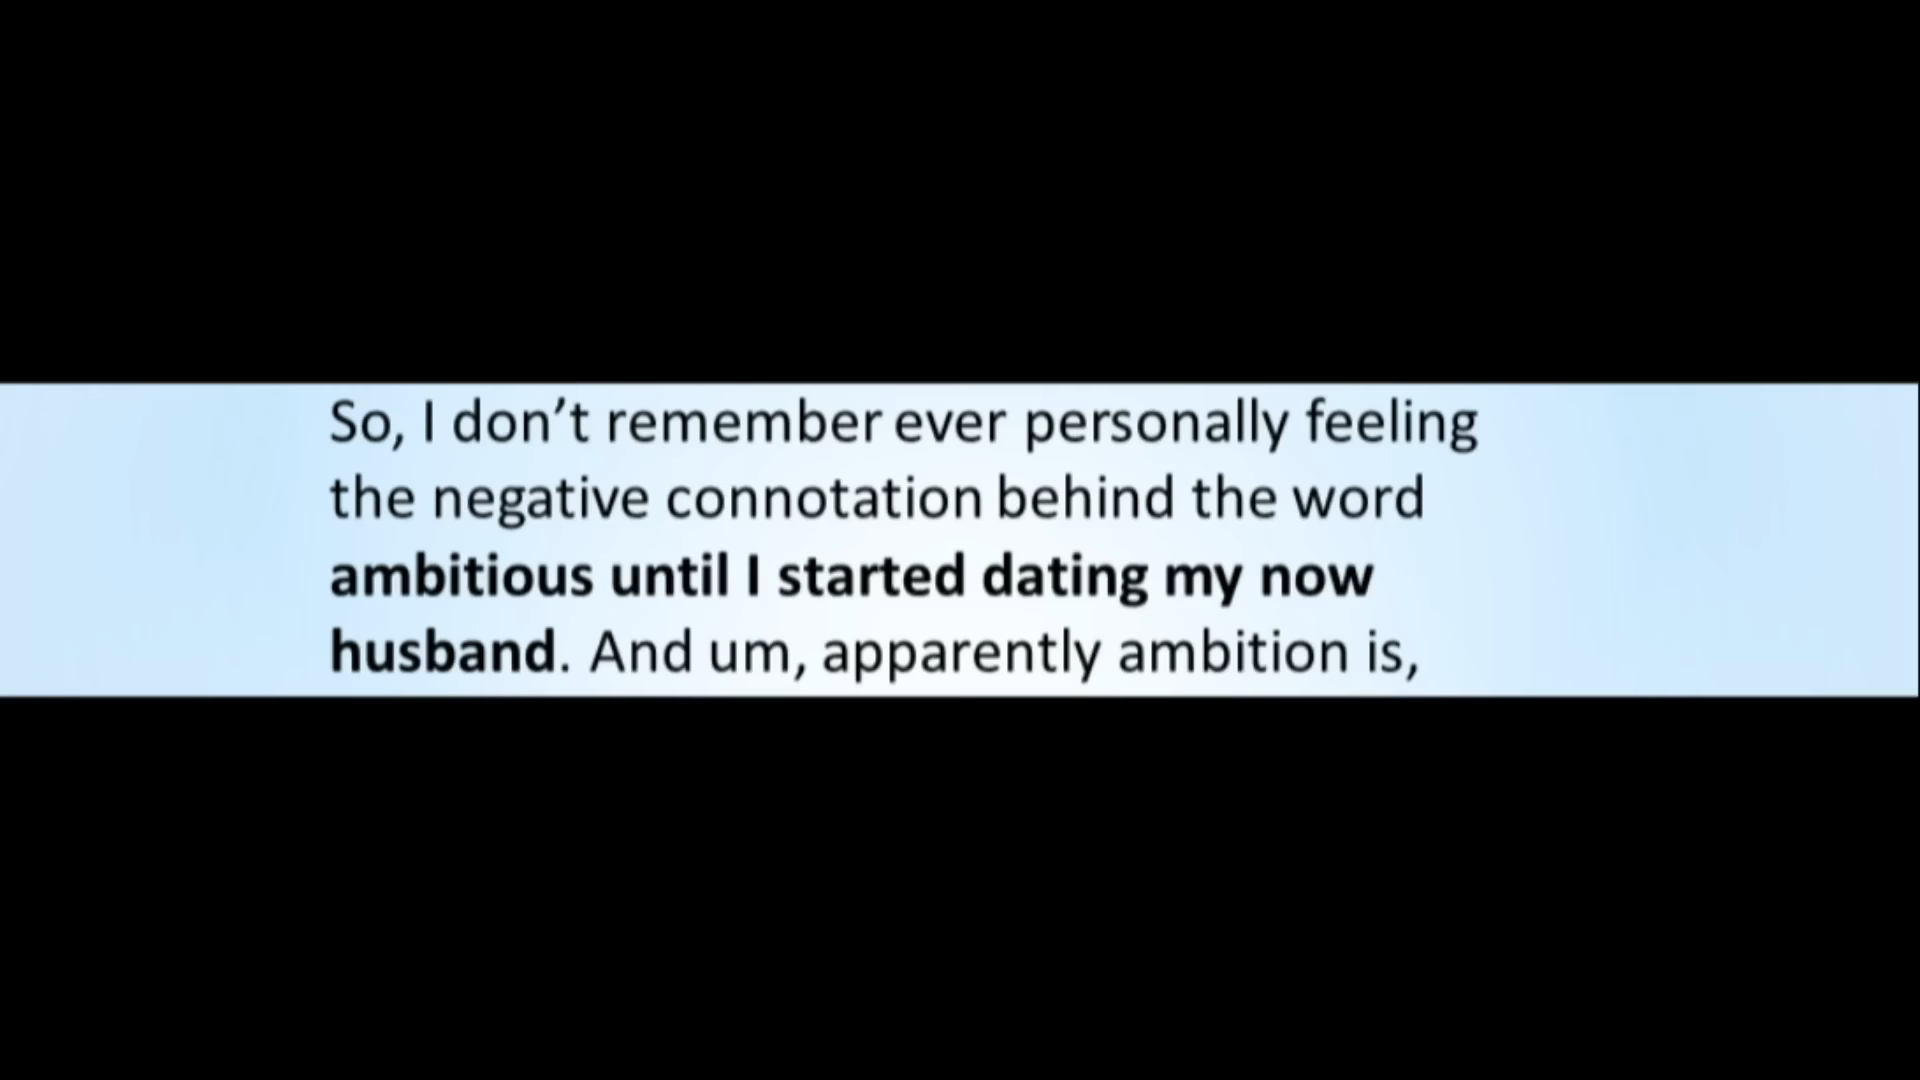 So, I don’t remember ever personally feeling
the negative connotation behind the word
ambitious until I started dating my now
husband. And um, apparently ambition is,